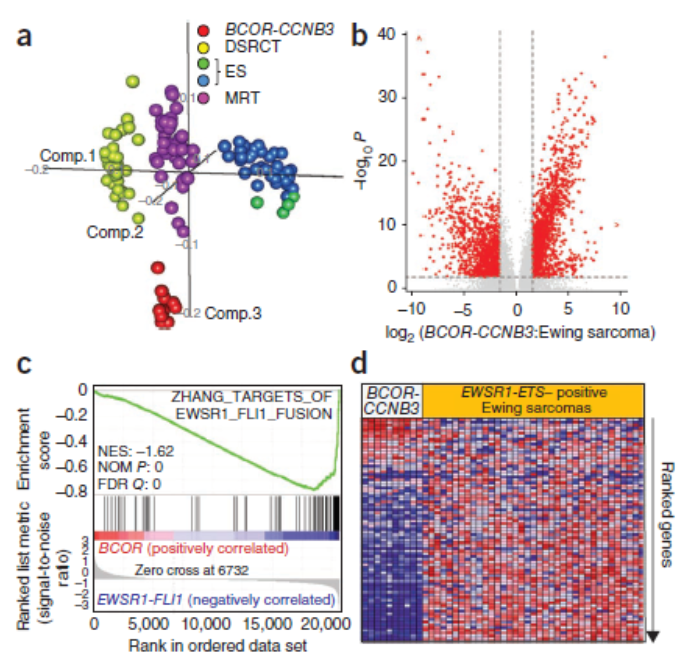 a
BCOR-CCNB3
DSRCT
ES
MRT
0.1
Comp.1
-0.2
-0.2
Comp.2
-0.1
-0.2 Comp.3
b
40
30
20
10
0
-log10 P
-10 -5 0 5 10
log2 (BCOR-CCNB3:Ewing sarcoma)
c
ZHANG_TARGETS_OF_
EWSR1_FLI1_FUSION
0
-0.2
-0.4
-0.6
-0.8
Enrichment
score
NES: -1.62
NOM P: 0
FDR Q: 0
Ranked list metric
(signal-to-noise
ratio)
3
2
1
0
-1
-2
-3
BCOR (positively correlated)
Zero cross at 6732
EWSR1-FLI1 (negatively correlated)
0 5,000 10,000 15,000 20,000
Rank in ordered data set
d
BCOR-
CCNB3
EWSR1-ETS– positive
Ewing sarcomas
Ranked genes